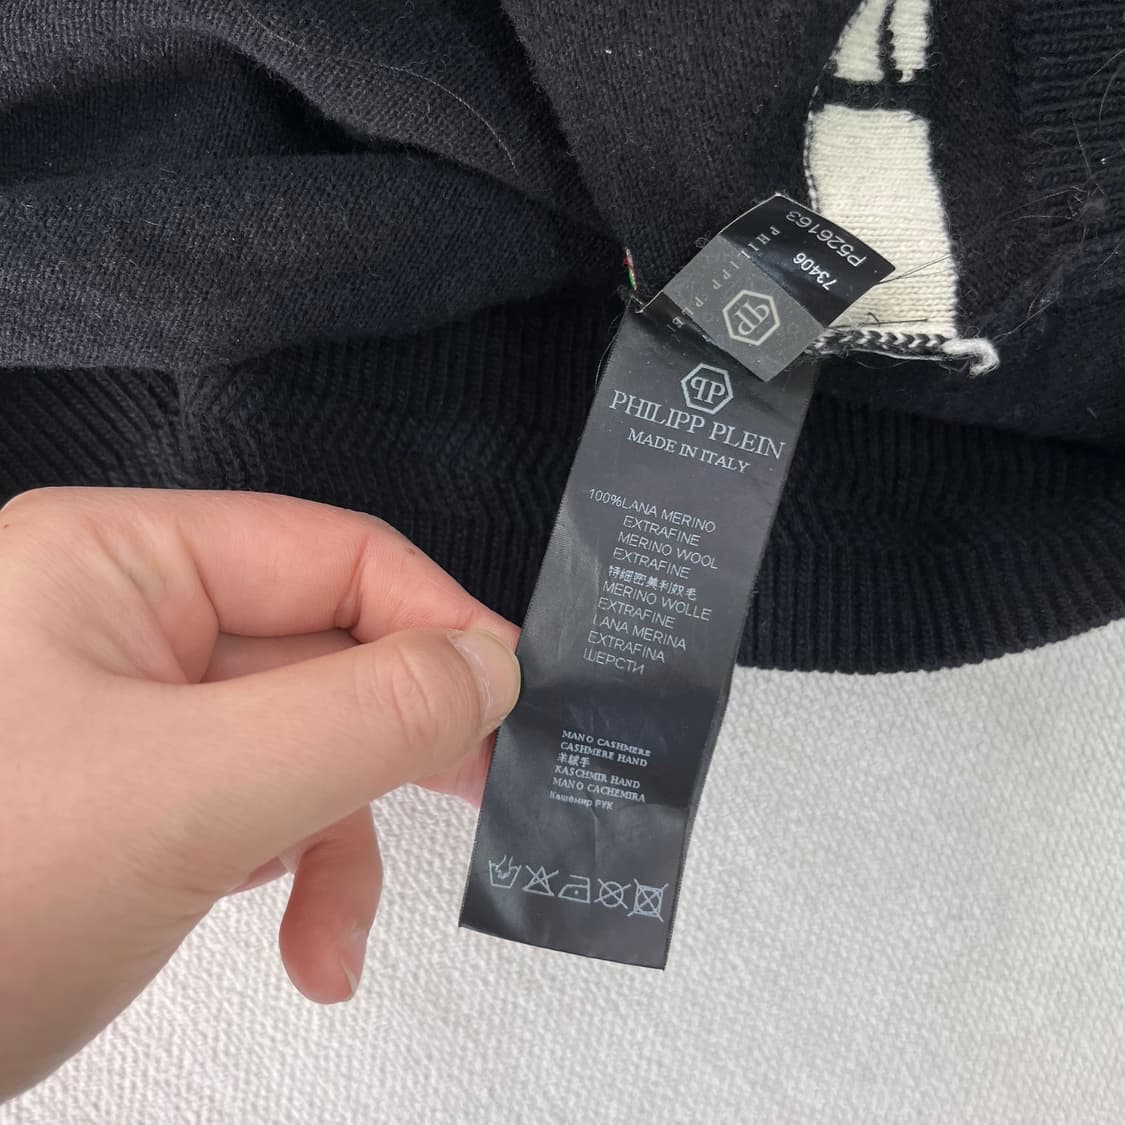 P526163
73406
PHILIPP PLEIN
MADE IN ITALY
100%LANA MERINO
EXTRAFINE
MERINO WOOL
EXTRAFINE
特细密美利奴毛
MERINO WOLLE
EXTRAFINE
LANA MERINA
EXTRAFINA
ШЕРСТИ
MANO CASHMERE
CASHMERE HAND
羊絨手
KASCHMIR HAND
MANO CACHEMIRA
Кашемир РУК